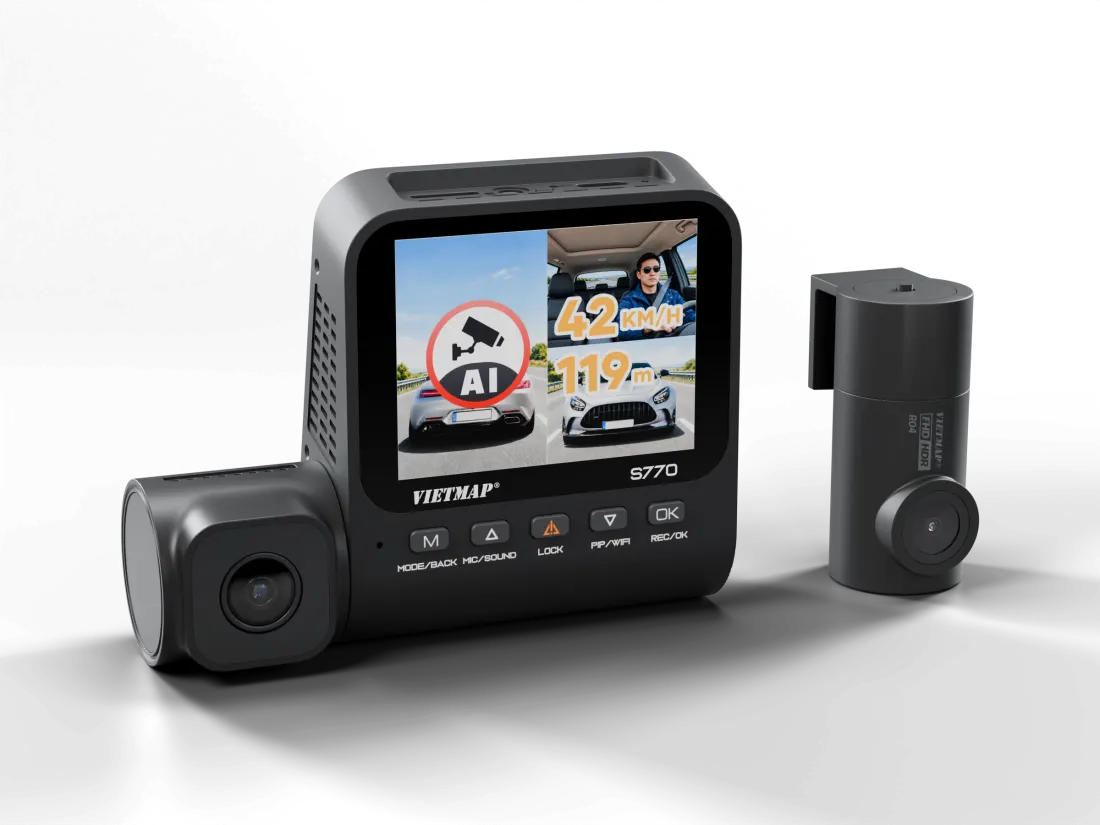 AI
42 KM/H
119 m
VIETMAP®
S770
M
OK
MODE/BACK
MIC/SOUND
LOCK
PIP/WIFI
REC/OK
VIETMAP®
FHD HDR
R04